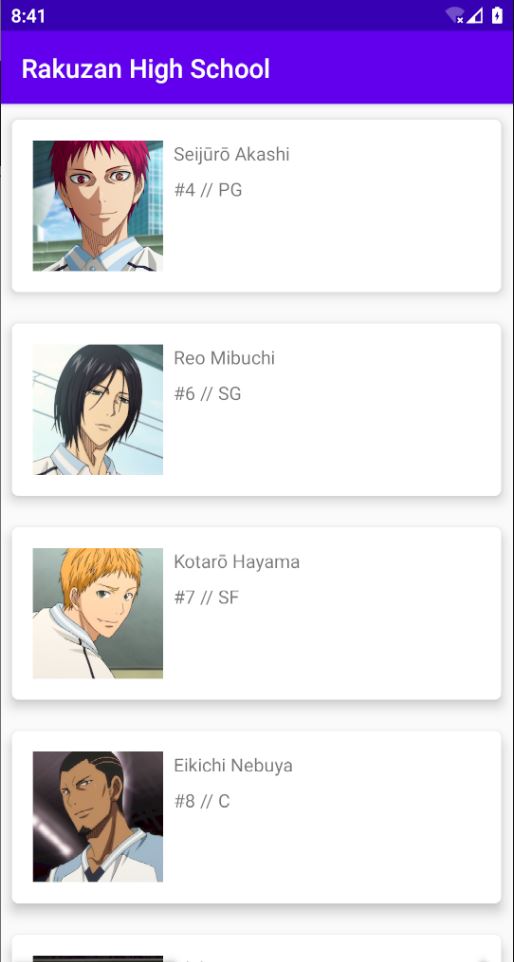 8:41
Rakuzan High School
Seijūrō Akashi
#4 // PG
Reo Mibuchi
#6 // SG
Kotarō Hayama
#7 // SF
Eikichi Nebuya
#8 // C